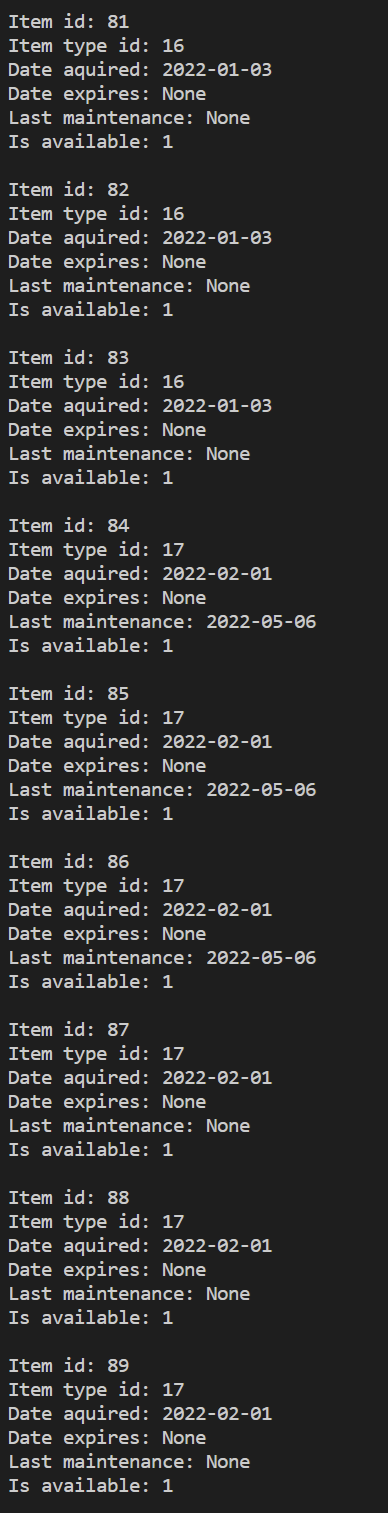 Item id: 81
Item type id: 16
Date aquired: 2022-01-03
Date expires: None
Last maintenance: None
Is available: 1

Item id: 82
Item type id: 16
Date aquired: 2022-01-03
Date expires: None
Last maintenance: None
Is available: 1

Item id: 83
Item type id: 16
Date aquired: 2022-01-03
Date expires: None
Last maintenance: None
Is available: 1

Item id: 84
Item type id: 17
Date aquired: 2022-02-01
Date expires: None
Last maintenance: 2022-05-06
Is available: 1

Item id: 85
Item type id: 17
Date aquired: 2022-02-01
Date expires: None
Last maintenance: 2022-05-06
Is available: 1

Item id: 86
Item type id: 17
Date aquired: 2022-02-01
Date expires: None
Last maintenance: 2022-05-06
Is available: 1

Item id: 87
Item type id: 17
Date aquired: 2022-02-01
Date expires: None
Last maintenance: None
Is available: 1

Item id: 88
Item type id: 17
Date aquired: 2022-02-01
Date expires: None
Last maintenance: None
Is available: 1

Item id: 89
Item type id: 17
Date aquired: 2022-02-01
Date expires: None
Last maintenance: None
Is available: 1